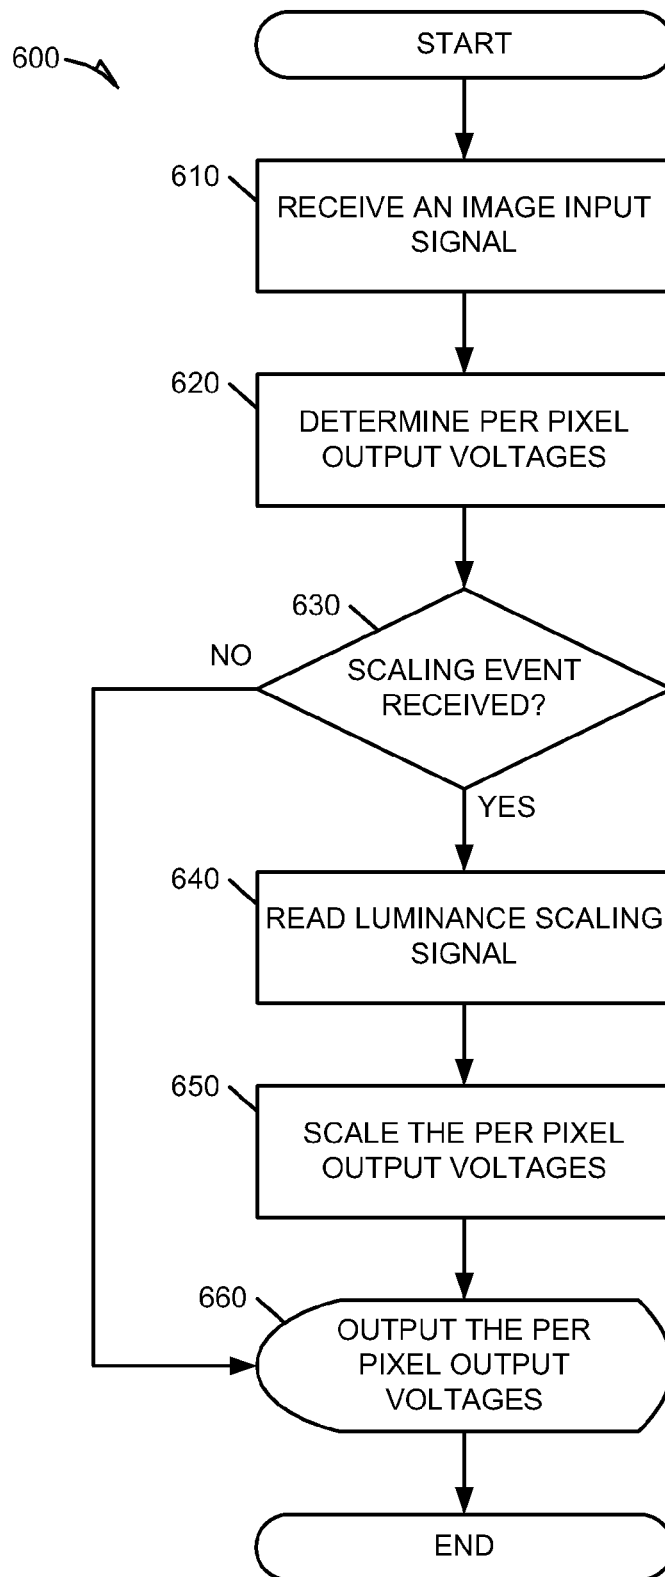 START
600
610
RECEIVE AN IMAGE INPUT
SIGNAL
620
DETERMINE PER PIXEL
OUTPUT VOLTAGES
630
NO
SCALING EVENT
RECEIVED?
YES
640
READ LUMINANCE SCALING
SIGNAL
650
SCALE THE PER PIXEL
OUTPUT VOLTAGES
660
OUTPUT THE PER
PIXEL OUTPUT
VOLTAGES
END